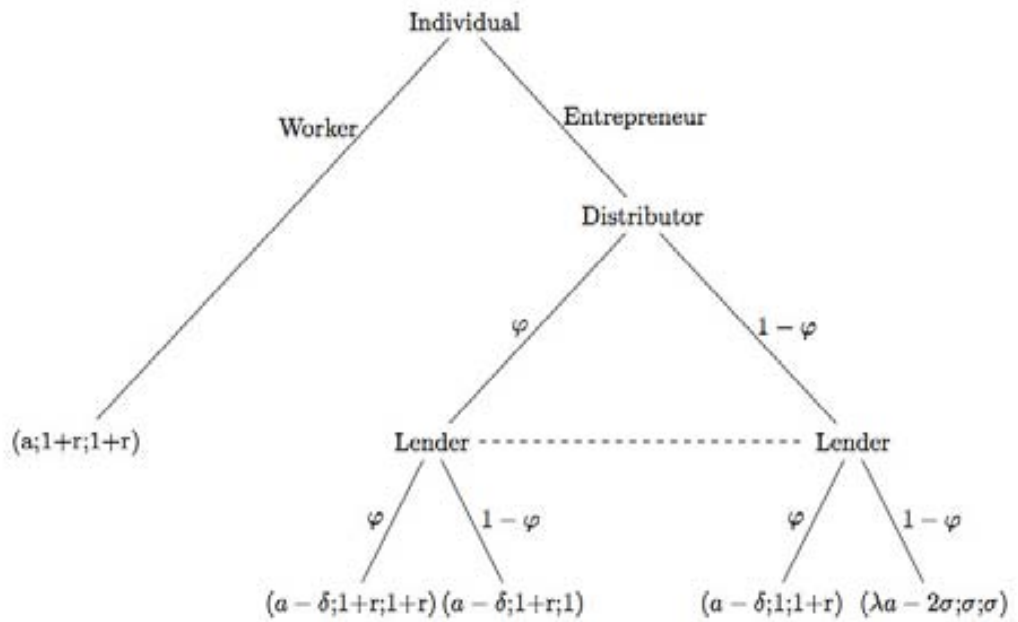 Individual
Worker
Entrepreneur
Distributor
φ
1 − φ
(a;1+r;1+r)
Lender
Lender
φ
1 − φ
φ
1 − φ
(a − δ;1+r;1+r)
(a − δ;1+r;1)
(a − δ;1;1+r)
(λa − 2σ;σ;σ)